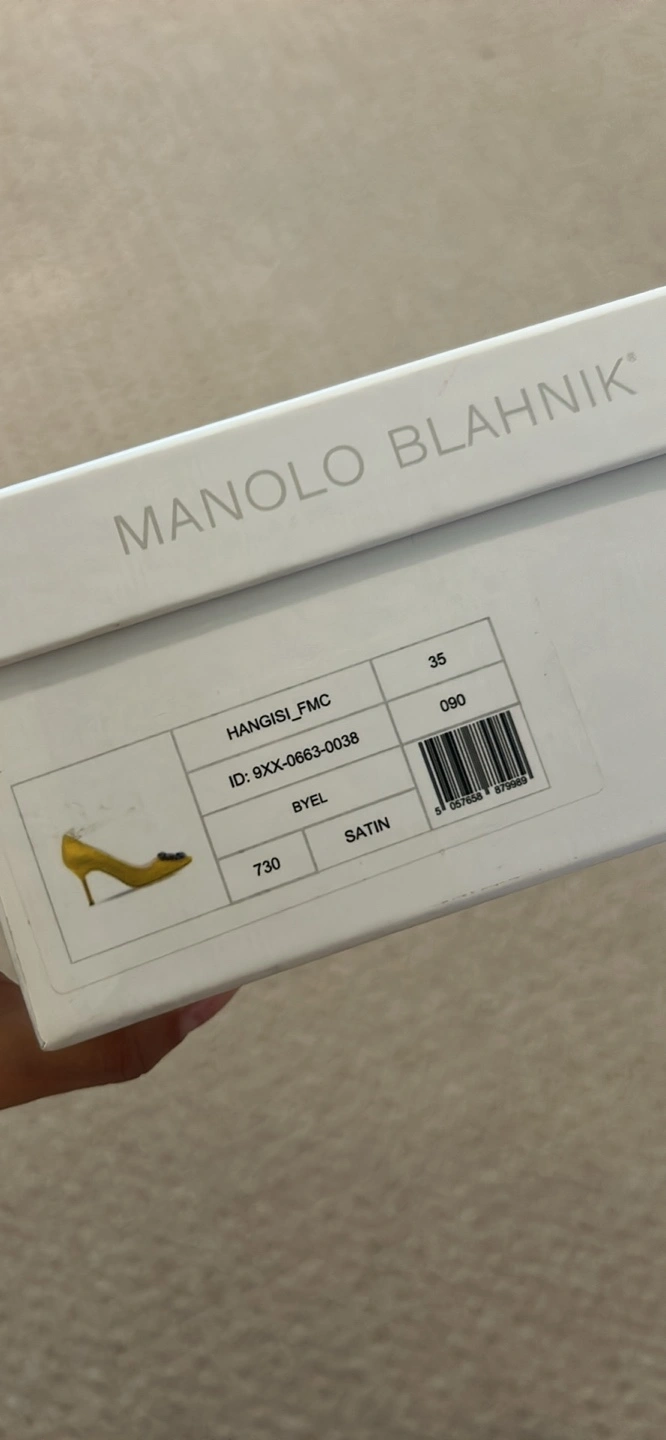 MANOLO BLAHNIK®
HANGISI_FMC
35
ID: 9XX-0663-0038
090
BYEL
730
SATIN
5 057658 879989